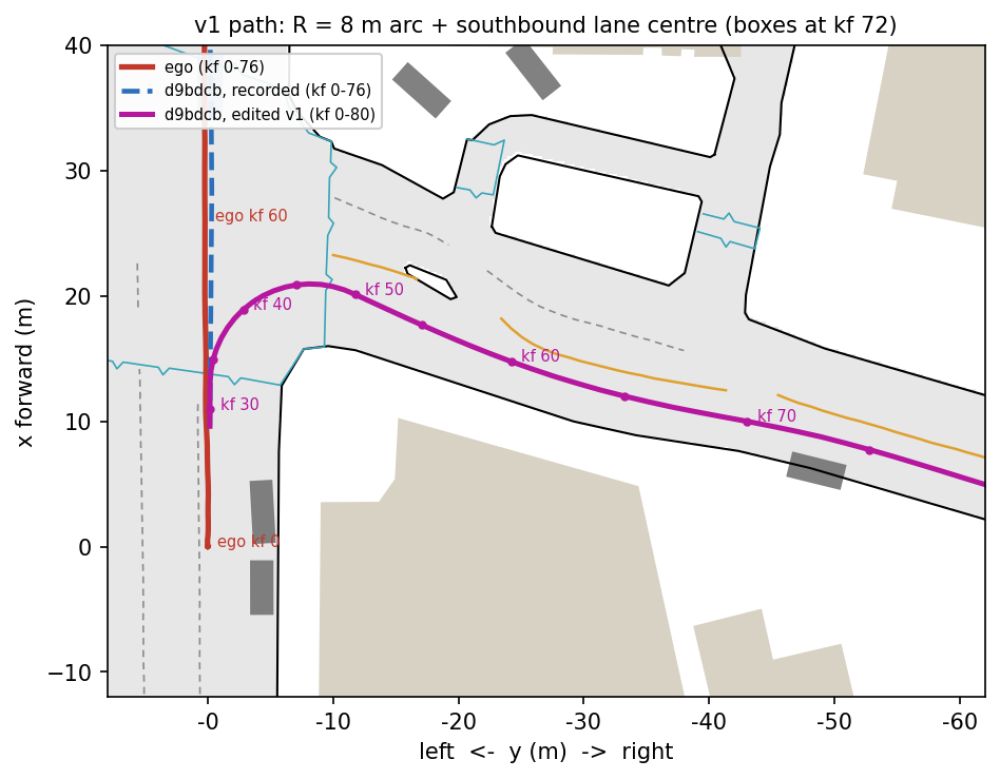 v1 path: R = 8 m arc + southbound lane centre (boxes at kf 72)
40
30
20
10
0
−10
x forward (m)
ego (kf 0-76)
d9bdcb, recorded (kf 0-76)
d9bdcb, edited v1 (kf 0-80)
ego kf 60
kf 40
kf 50
kf 60
kf 30
kf 70
ego kf 0
-0
-10
-20
-30
-40
-50
-60
left <- y (m) -> right